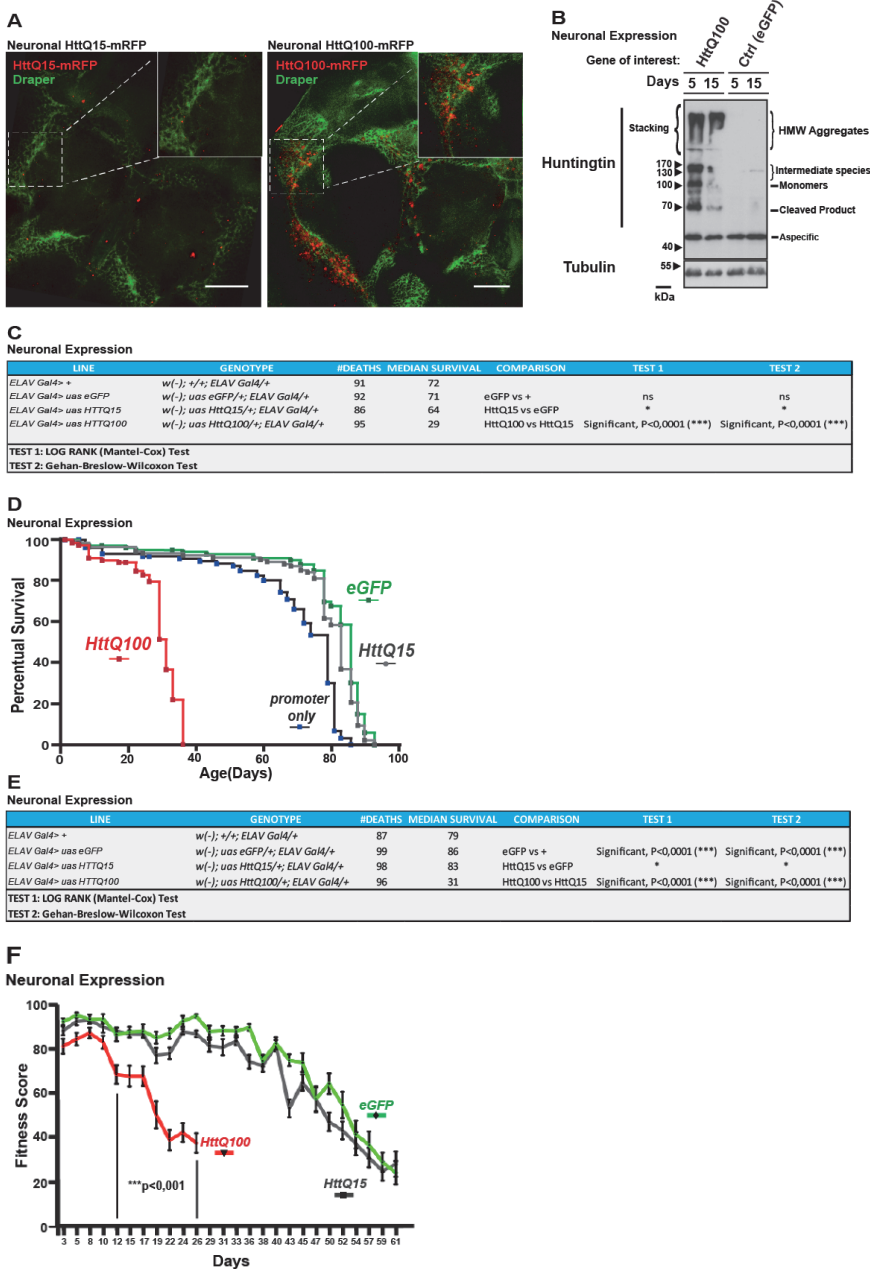 A
Neuronal HttQ15-mRFP
HttQ15-mRFP
Draper
Neuronal HttQ100-mRFP
HttQ100-mRFP
Draper
B
Neuronal Expression
Gene of interest:
HttQ100
Ctrl (eGFP)
Days 5 15 5 15
Huntingtin
Stacking
170
130
100
70
40
55
kDa
HMW Aggregates
Intermediate species
Monomers
Cleaved Product
Aspecific
Tubulin
C
Neuronal Expression
LINE GENOTYPE #DEATHS MEDIAN SURVIVAL COMPARISON TEST 1 TEST 2
ELAV Gal4> + w(-); +/+; ELAV Gal4/+ 91 72
ELAV Gal4> uas eGFP w(-); uas eGFP/+; ELAV Gal4/+ 92 71 eGFP vs + ns ns
ELAV Gal4> uas HTTQ15 w(-); uas HttQ15/+; ELAV Gal4/+ 86 64 HttQ15 vs eGFP * *
ELAV Gal4> uas HTTQ100 w(-); uas HttQ100/+; ELAV Gal4/+ 95 29 HttQ100 vs HttQ15 Significant, P<0,0001 (***) Significant, P<0,0001 (***)
TEST 1: LOG RANK (Mantel-Cox) Test
TEST 2: Gehan-Breslow-Wilcoxon Test
D
Neuronal Expression
Percentual Survival
100
80
60
40
20
0
0 20 40 60 80 100
Age(Days)
HttQ100
eGFP
HttQ15
promoter
only
E
Neuronal Expression
LINE GENOTYPE #DEATHS MEDIAN SURVIVAL COMPARISON TEST 1 TEST 2
ELAV Gal4> + w(-); +/+; ELAV Gal4/+ 87 79
ELAV Gal4> uas eGFP w(-); uas eGFP/+; ELAV Gal4/+ 99 86 eGFP vs + Significant, P<0,0001 (***) Significant, P<0,0001 (***)
ELAV Gal4> uas HTTQ15 w(-); uas HttQ15/+; ELAV Gal4/+ 98 83 HttQ15 vs eGFP * *
ELAV Gal4> uas HTTQ100 w(-); uas HttQ100/+; ELAV Gal4/+ 96 31 HttQ100 vs HttQ15 Significant, P<0,0001 (***) Significant, P<0,0001 (***)
TEST 1: LOG RANK (Mantel-Cox) Test
TEST 2: Gehan-Breslow-Wilcoxon Test
F
Neuronal Expression
Fitness Score
100
80
60
40
20
0
3 5 8 10 12 15 17 19 22 24 26 29 31 33 36 38 40 43 45 47 50 52 54 57 59 61
Days
HttQ100
eGFP
HttQ15
***p<0,001